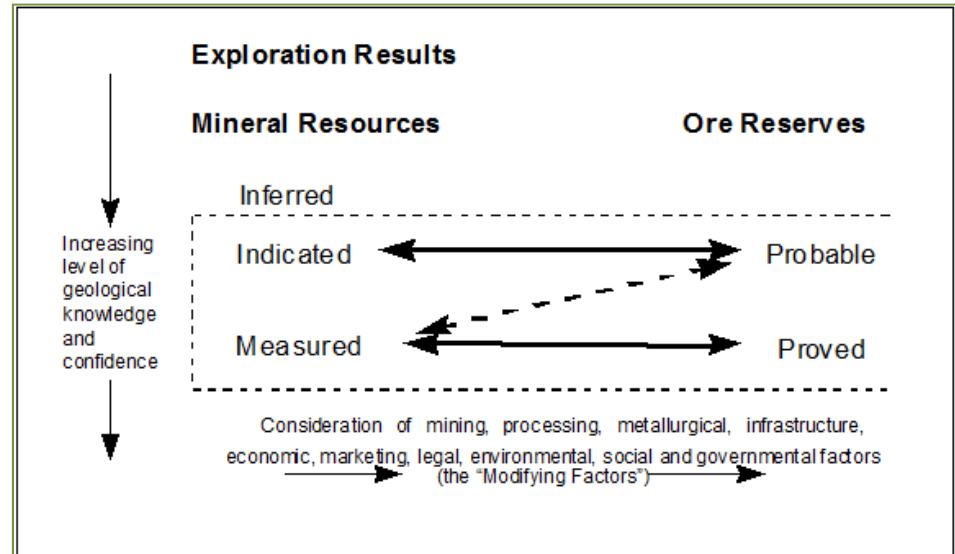 Exploration Results
Mineral Resources
Ore Reserves
Inferred
Increasing
level of
geological
knowledge
and
confidence
Indicated
Probable
Measured
Proved
Consideration of mining, processing, metallurgical, infrastructure,
economic, marketing, legal, environmental, social and governmental factors
(the “Modifying Factors”)